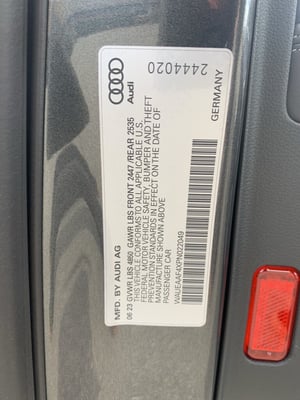 Audi
2444020
MFD. BY AUDI AG
GERMANY
06 23 GVWR LBS 4850 GAWR LBS FRONT 2447 /REAR 2535
THIS VEHICLE CONFORMS TO ALL APPLICABLE U.S.
FEDERAL MOTOR VEHICLE SAFETY, BUMPER AND THEFT
PREVENTION STANDARDS IN EFFECT ON THE DATE OF
MANUFACTURE SHOWN ABOVE
PASSENGER CAR
WAUEAAF4XPN022049